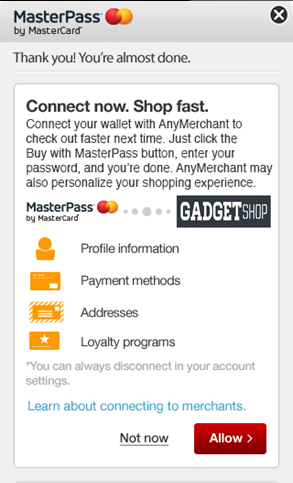 MasterPass
by MasterCard
Thank you! You're almost done.
Connect now. Shop fast.
Connect your wallet with AnyMerchant to
check out faster next time. Just click the
Buy with MasterPass button, enter your
password, and you're done. AnyMerchant may
also personalize your shopping experience.
MasterPass
by MasterCard
GADGETSHOP
Profile information
Payment methods
Addresses
Loyalty programs
*You can always disconnect in your account
settings.
Learn about connecting to merchants.
Not now
Allow >